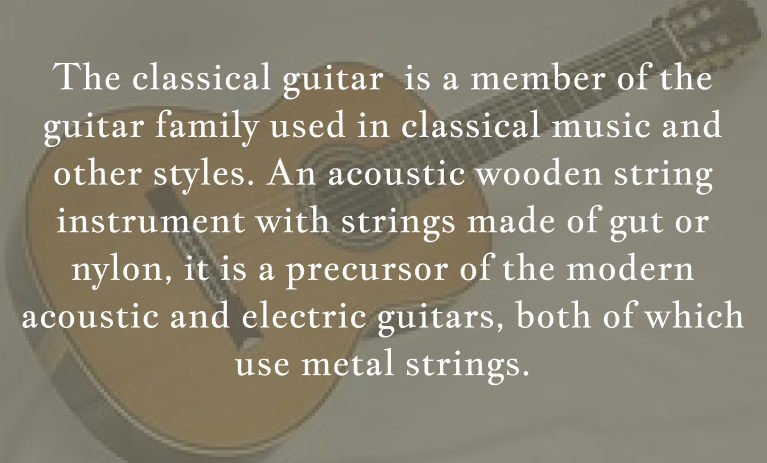 The classical guitar  is a member of the
guitar family used in classical music and
other styles. An acoustic wooden string
instrument with strings made of gut or
nylon, it is a precursor of the modern
acoustic and electric guitars, both of which
use metal strings.